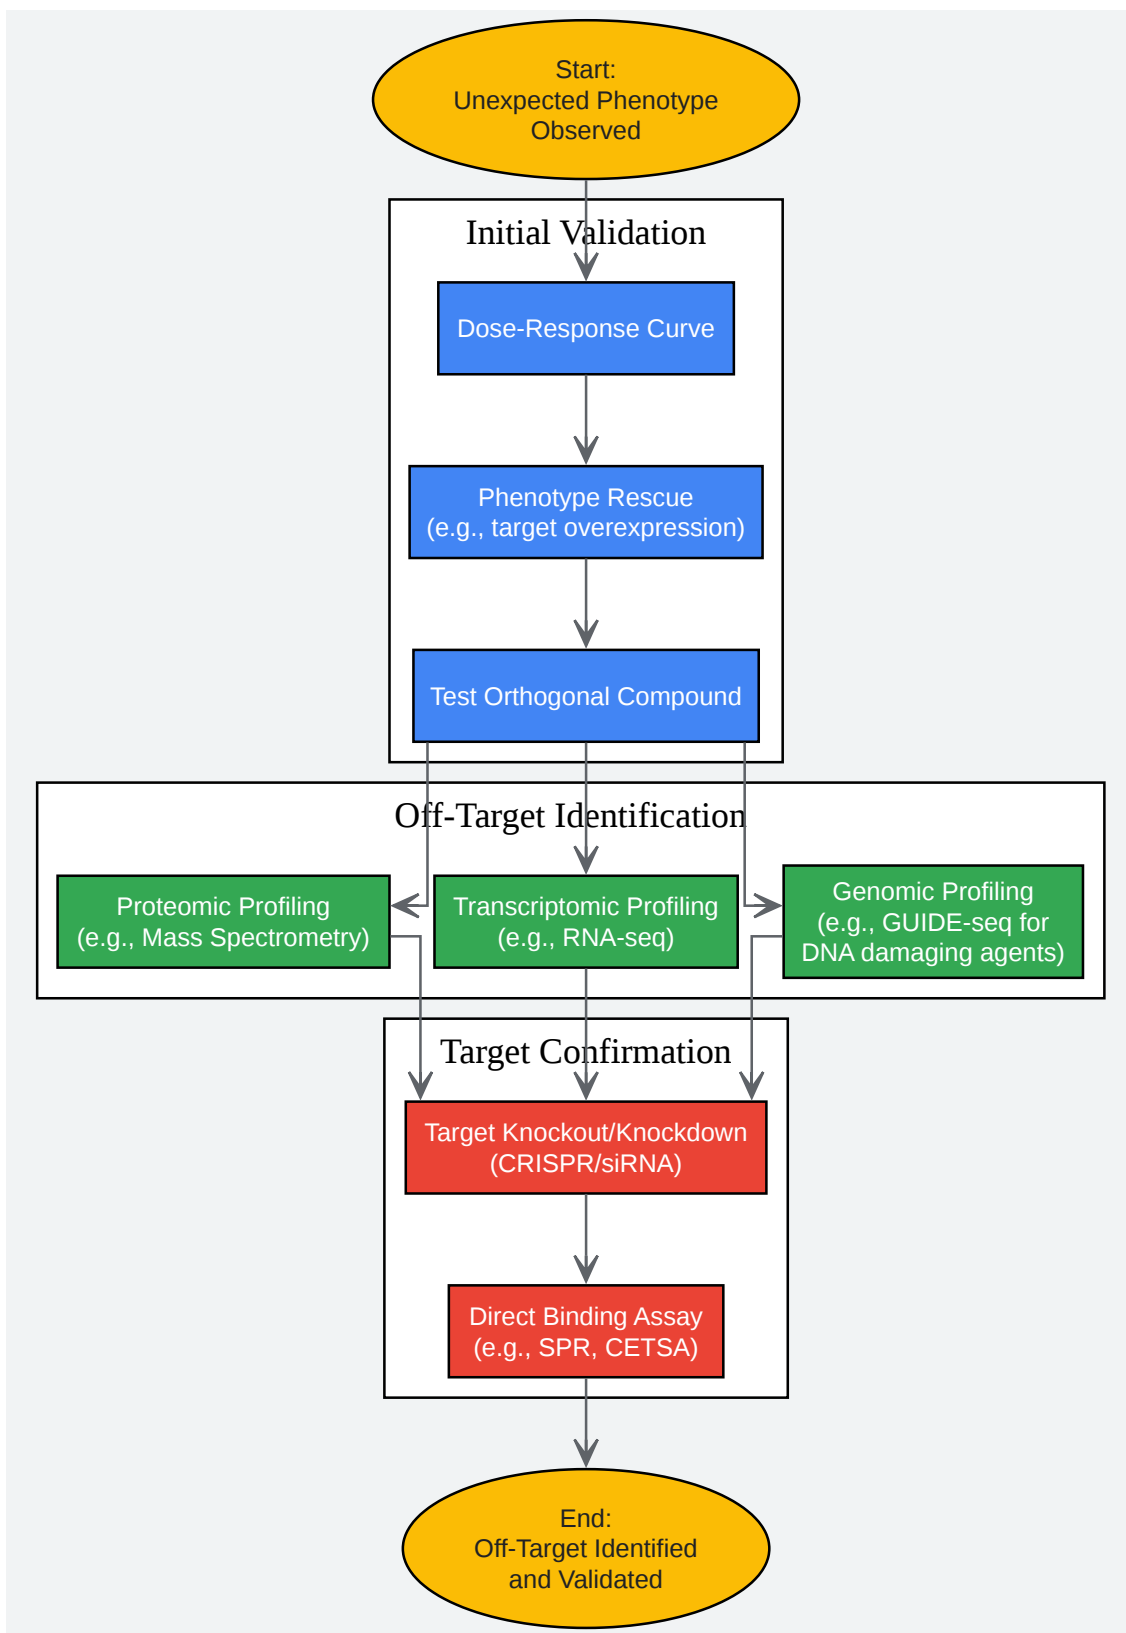 Start:
Unexpected Phenotype
Observed
Initial Validation
Dose-Response Curve
Phenotype Rescue
(e.g., target overexpression)
Test Orthogonal Compound
Off-Target Identification
Proteomic Profiling
(e.g., Mass Spectrometry)
Transcriptomic Profiling
(e.g., RNA-seq)
Genomic Profiling
(e.g., GUIDE-seq for
DNA damaging agents)
Target Confirmation
Target Knockout/Knockdown
(CRISPR/siRNA)
Direct Binding Assay
(e.g., SPR, CETSA)
End:
Off-Target Identified
and Validated